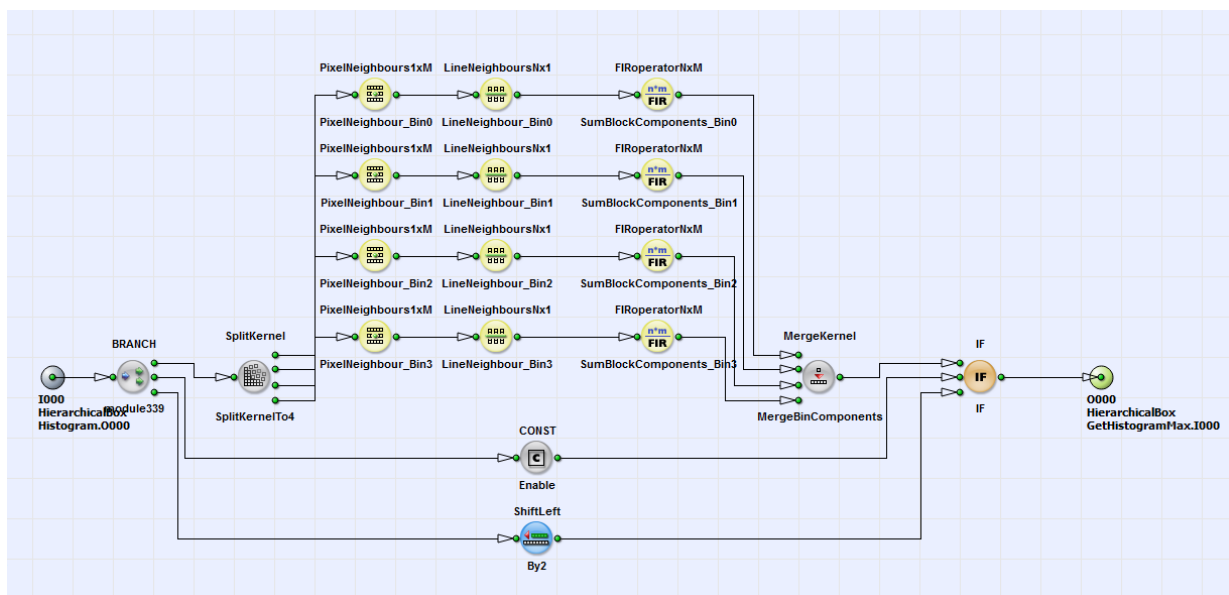 PixelNeighbours1xM LineNeighboursNx1 FIRoperatorNxM
n*m
FIR
PixelNeighbour_Bin0 LineNeighbour_Bin0 SumBlockComponents_Bin0
PixelNeighbours1xM LineNeighboursNx1 FIRoperatorNxM
n*m
FIR
PixelNeighbour_Bin1 LineNeighbour_Bin1 SumBlockComponents_Bin1
PixelNeighbours1xM LineNeighboursNx1 FIRoperatorNxM
n*m
FIR
PixelNeighbour_Bin2 LineNeighbour_Bin2 SumBlockComponents_Bin2
PixelNeighbours1xM LineNeighboursNx1 FIRoperatorNxM
n*m
FIR
PixelNeighbour_Bin3 LineNeighbour_Bin3 SumBlockComponents_Bin3
BRANCH SplitKernel MergeKernel IF
IF
module339 SplitKernelTo4 MergeBinComponents IF
I000
HierarchicalBox
Histogram.O000
O000
HierarchicalBox
GetHistogramMax.I000
CONST
C
Enable
ShiftLeft
By2